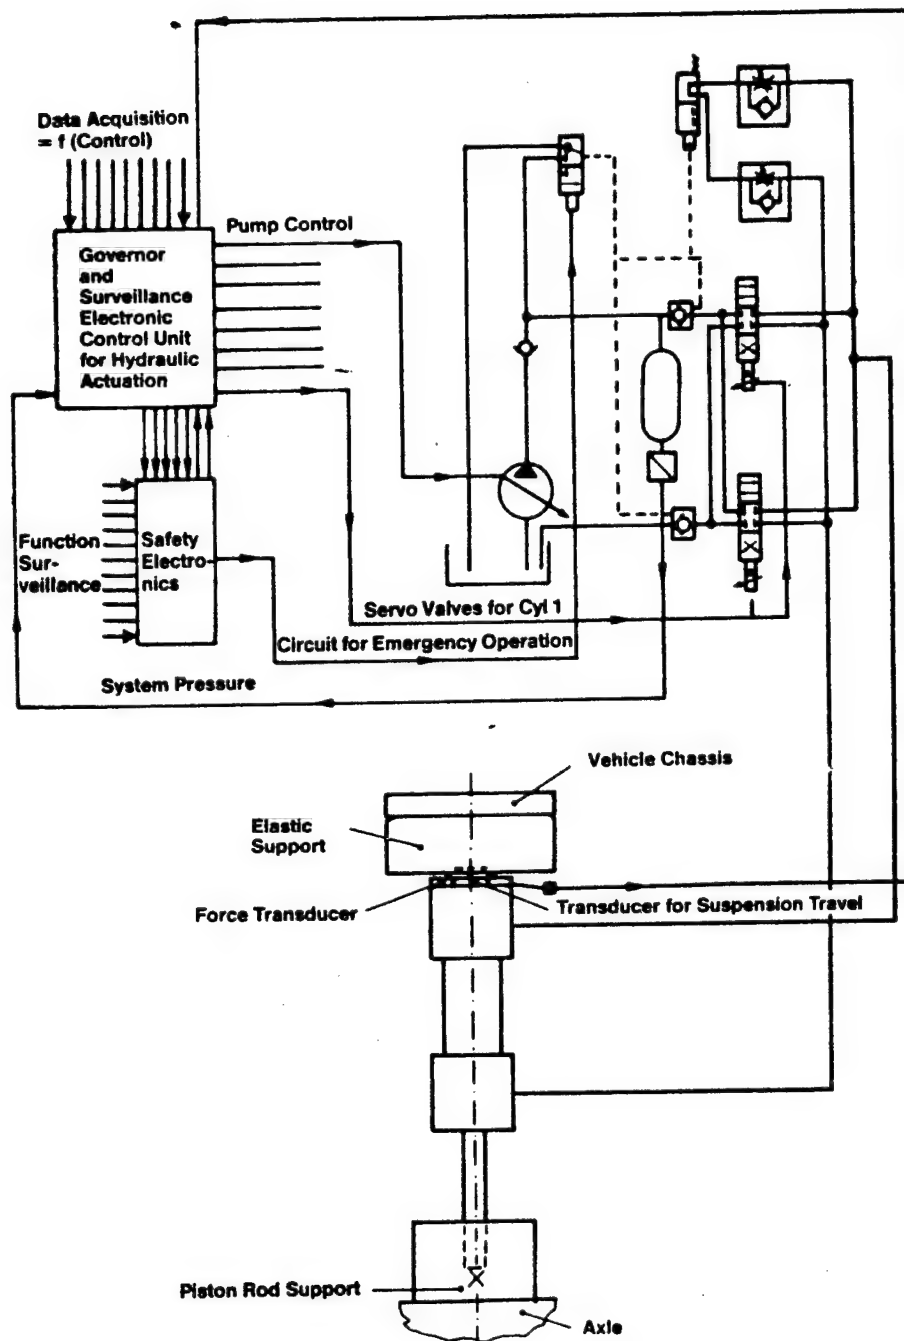 Data Acquisition
= f (Control)
Pump Control
Governor
and
Surveillance
Electronic
Control Unit
for Hydraulic
Actuation
Function
Sur-
veillance
Safety
Electro-
nics
Servo Valves for Cyl 1
Circuit for Emergency Operation
System Pressure
Vehicle Chassis
Elastic
Support
Force Transducer
Transducer for Suspension Travel
Piston Rod Support
Axle